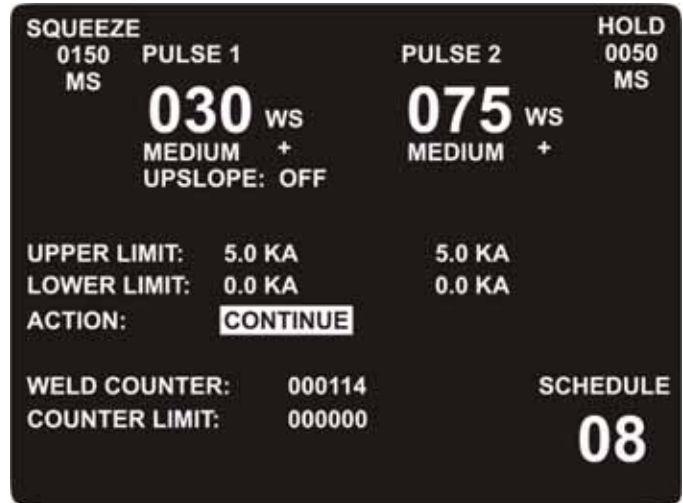 SQUEEZE HOLD
0150 PULSE 1 PULSE 2 0050
MS MS
030 WS 075 WS
MEDIUM + MEDIUM +
UPSLOPE: OFF
UPPER LIMIT: 5.0 KA 5.0 KA
LOWER LIMIT: 0.0 KA 0.0 KA
ACTION: CONTINUE
WELD COUNTER: 000114 SCHEDULE
COUNTER LIMIT: 000000
08